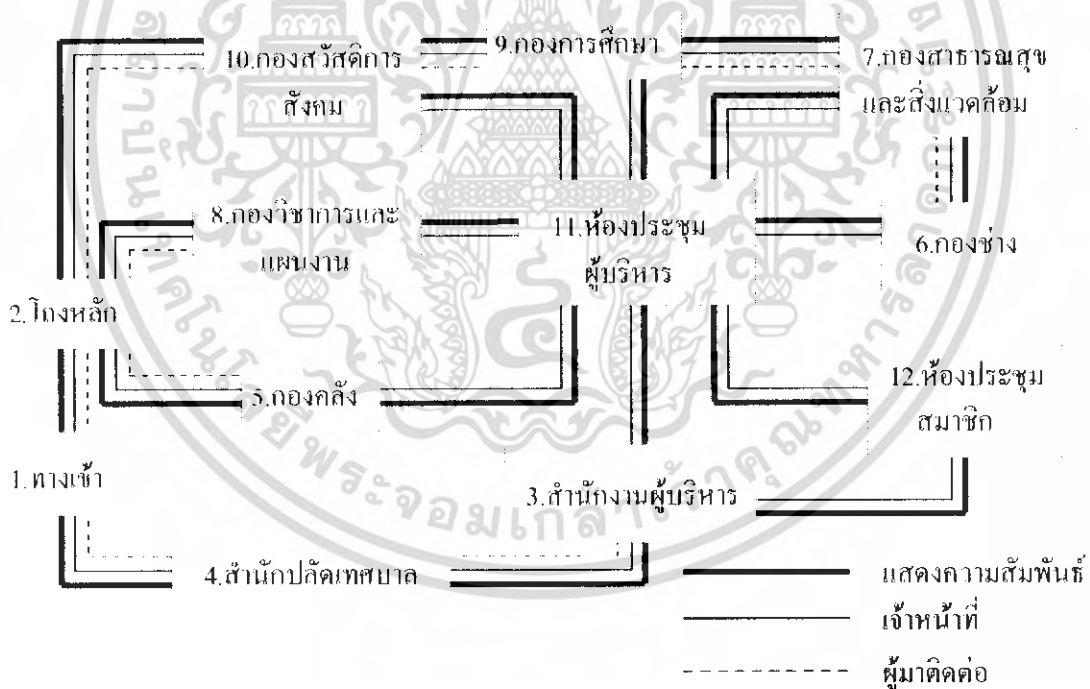 9.กองการศึกษา
10.กองสวัสดิการ
สังคม
7.กองสาธารณสุข
และสิ่งแวดล้อม
8.กองวิชาการและ
แผนงาน
11.ห้องประชุม
ผู้บริหาร
6.กองช่าง
2.โถงหลัก
5.กองคลัง
12.ห้องประชุม
สมาชิก
1.ทางเข้า
3.สำนักงานผู้บริหาร
4.สำนักปลัดเทศบาล
แสดงความสัมพันธ์
เจ้าหน้าที่
ผู้มาติดต่อ